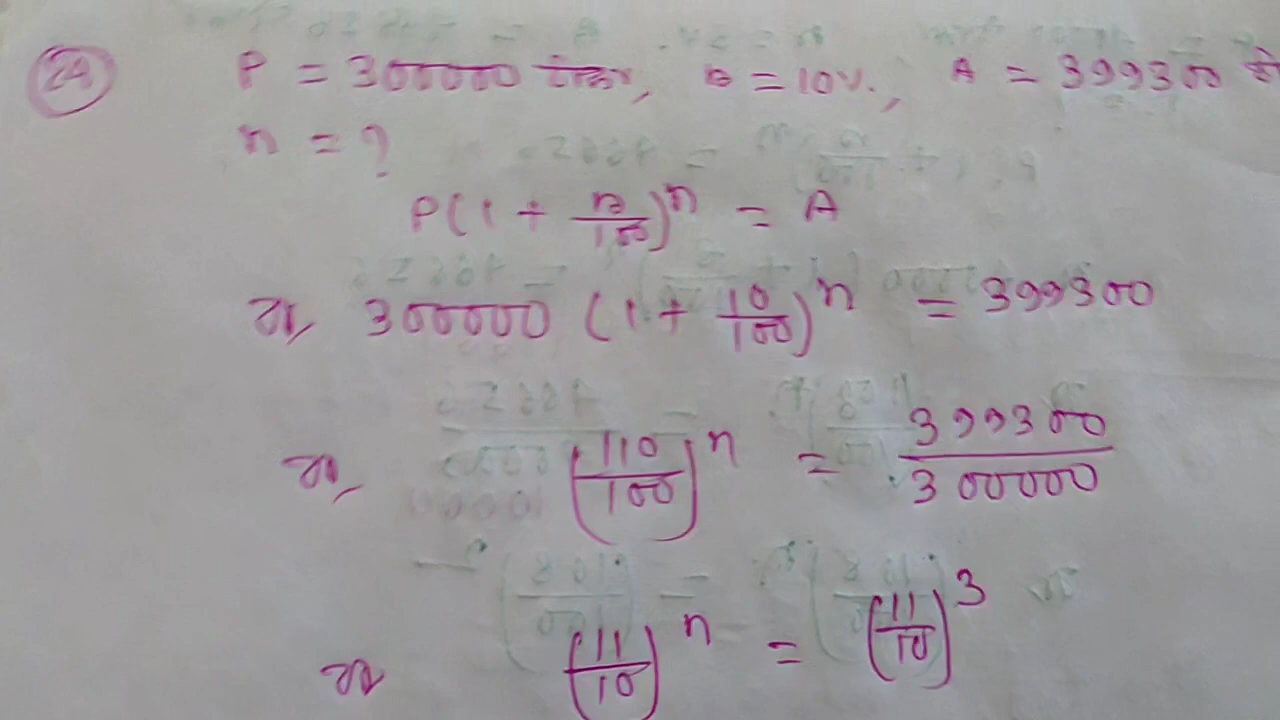 24 P = 300000 টাকা, r = 10%, A = 399300
n = ?
P(1 + r/100)^n = A
বা, 300000 (1 + 10/100)^n = 399300
বা, (110/100)^n = 399300/300000
বা (11/10)^n = (11/10)^3